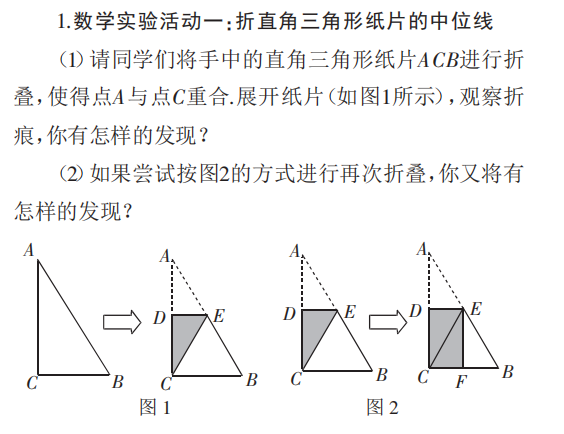 1.数学实验活动一:折直角三角形纸片的中位线
(1)请同学们将手中的直角三角形纸片ACB进行折
叠,使得点A与点C重合.展开纸片(如图1所示),观察折
痕,你有怎样的发现?
(2)如果尝试按图2的方式进行再次折叠,你又将有
怎样的发现?
A A A A
D E D E D E
C B C B C B C F B
图1 图2